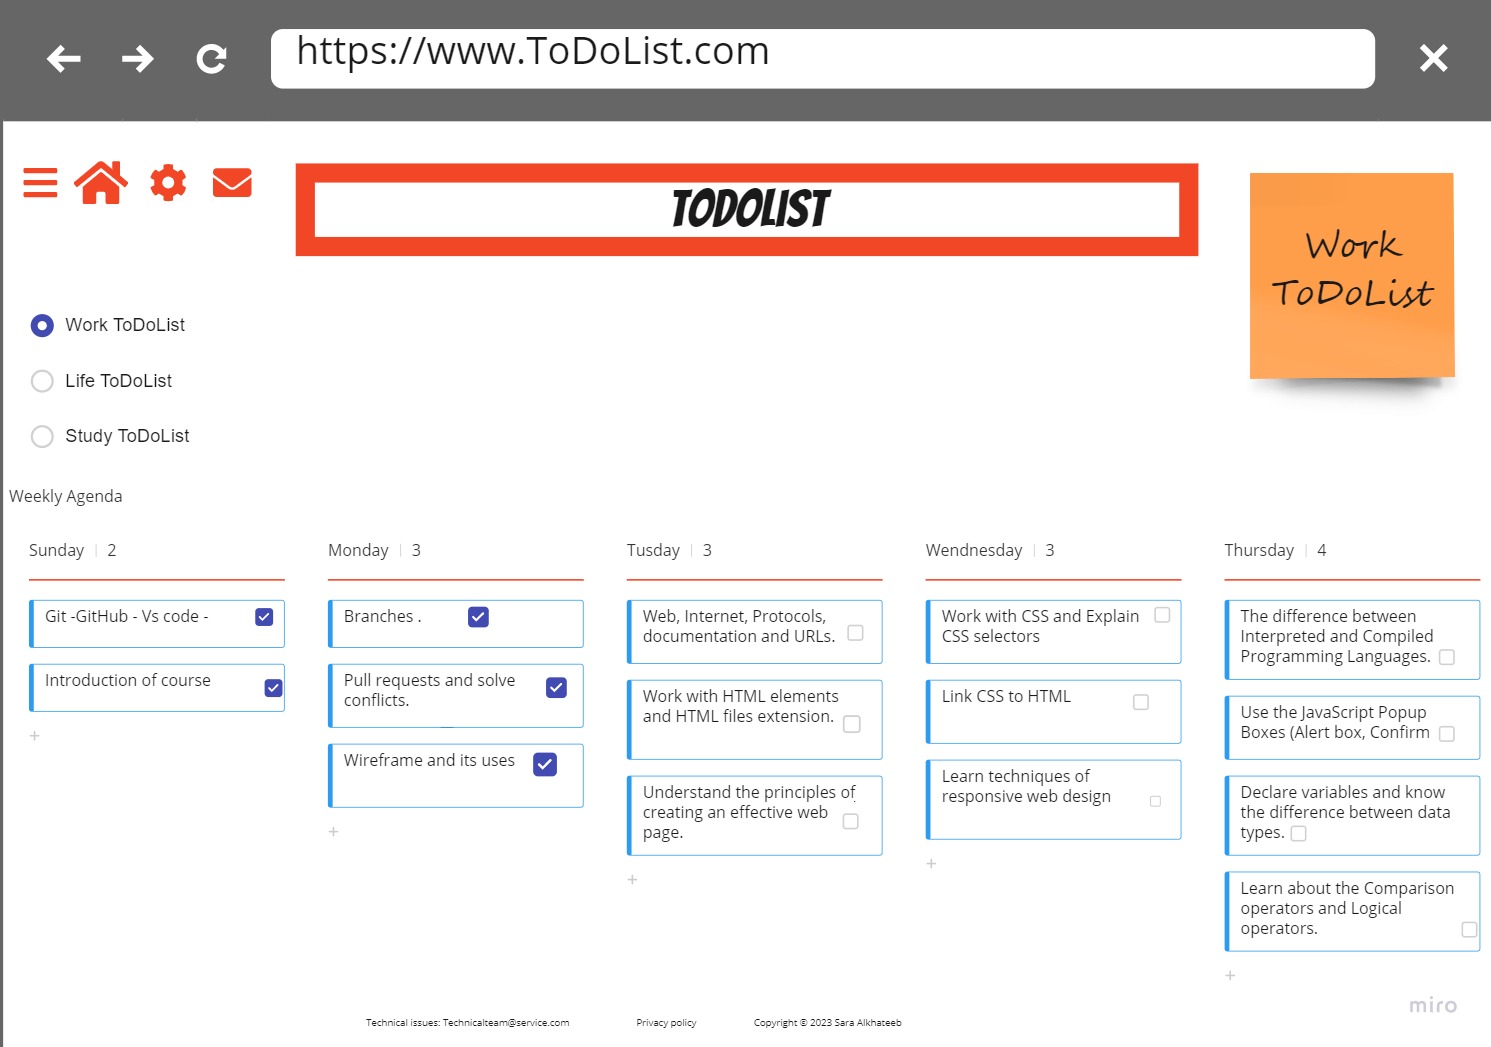 https://www.ToDoList.com
TODOLIST
Work
ToDoList
Work ToDoList
Life ToDoList
Study ToDoList
Weekly Agenda
Sunday | 2
Git -GitHub - Vs code -
Introduction of course
+
Monday | 3
Branches .
Pull requests and solve
conflicts.
Wireframe and its uses
+
Tusday | 3
Web, Internet, Protocols,
documentation and URLs.
Work with HTML elements
and HTML files extension.
Understand the principles of
creating an effective web
page.
+
Wendnesday | 3
Work with CSS and Explain
CSS selectors
Link CSS to HTML
Learn techniques of
responsive web design
+
Thursday | 4
The difference between
Interpreted and Compiled
Programming Languages.
Use the JavaScript Popup
Boxes (Alert box, Confirm
Declare variables and know
the difference between data
types.
Learn about the Comparison
operators and Logical
operators.
+
miro
Technical issues: Technicalteam@service.com
Privacy policy
Copyright © 2023 Sara Alkhateeb